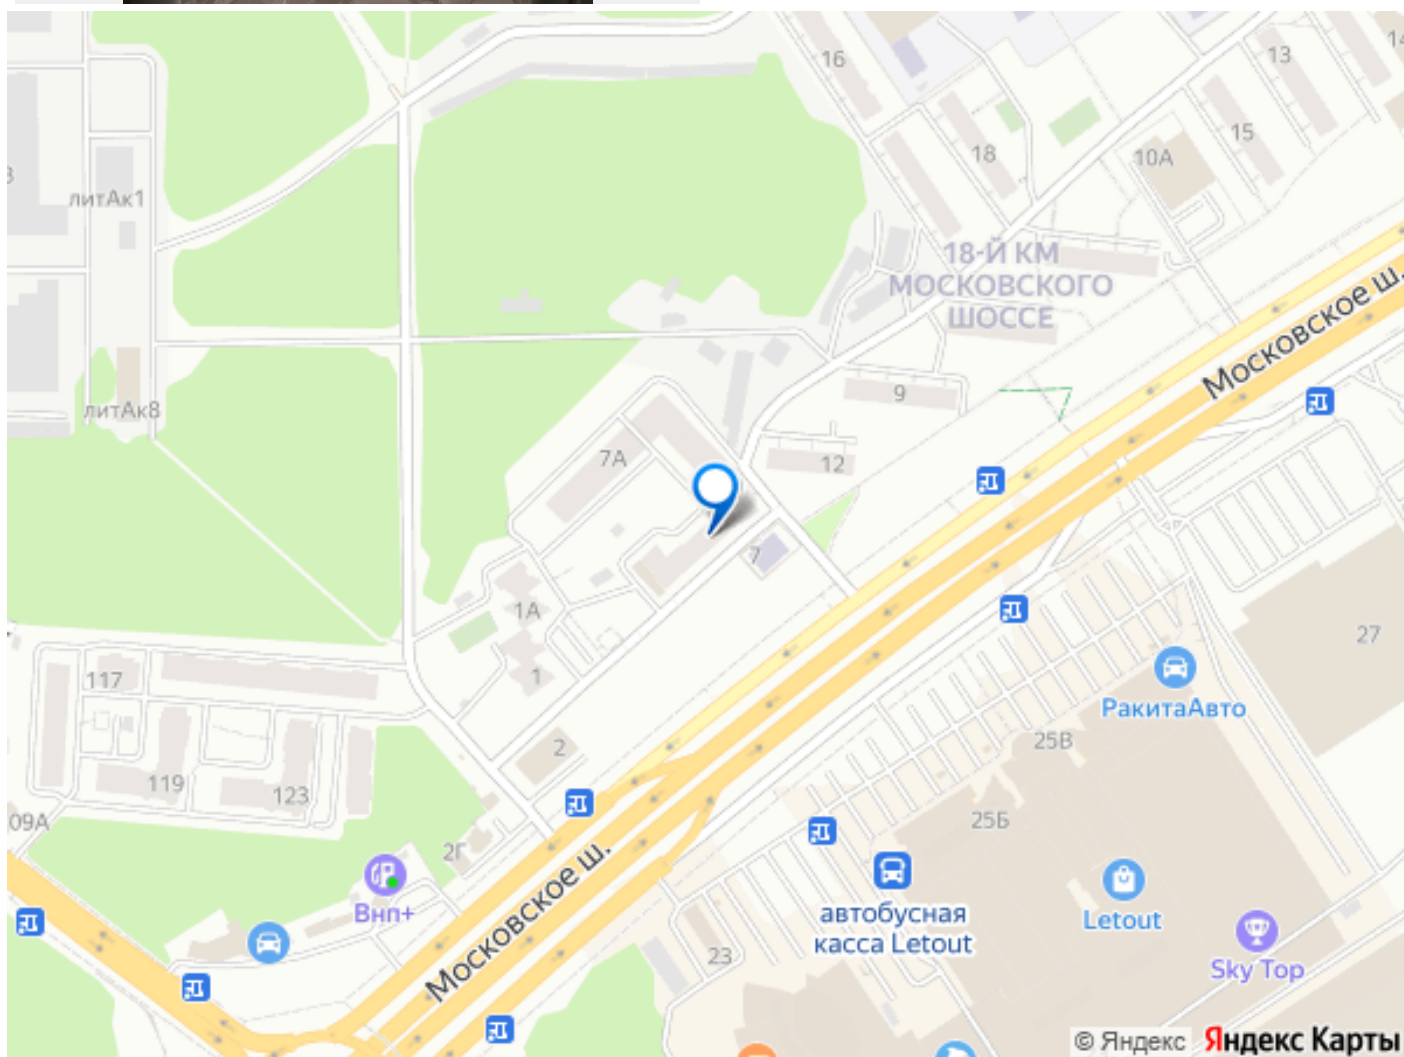 16
13
14
15
18
10А
3
литАк1
18-Й КМ
МОСКОВСКОГО
ШОССЕ
Московское ш.
литАк8
9
7А
12
7
1А
27
117
1
РакитаАвто
2
25В
119
123
25Б
09А
2Г
Московское ш.
Внп+
автобусная
касса Letout
Letout
23
Sky Top
© Яндекс
Яндекс Карты